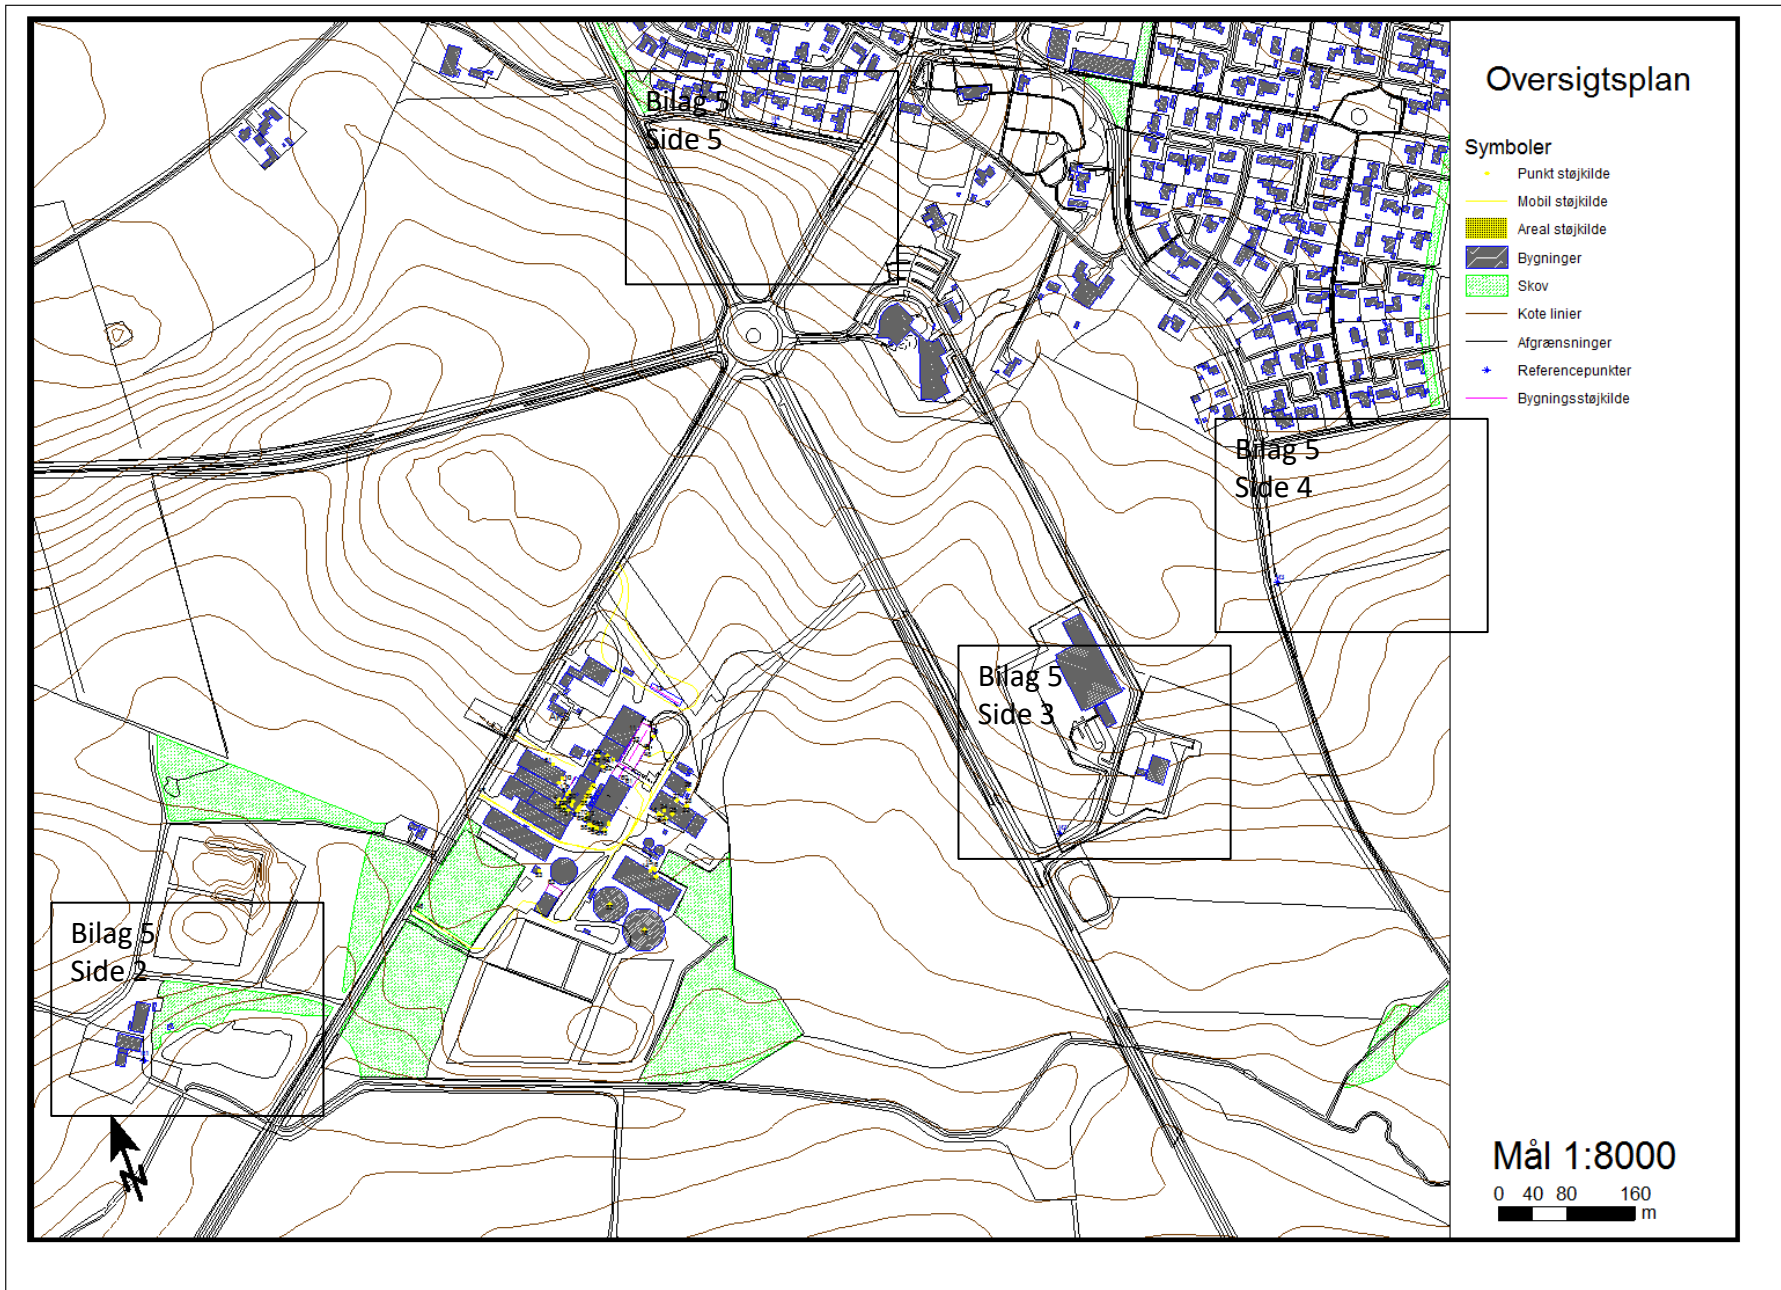 Oversigtsplan
Symboler
Punkt støjkilde
Mobil støjkilde
Areal støjkilde
Bygninger
Skov
Kote linier
Afgrænsninger
Referencepunkter
Bygningsstøjkilde
Bilag 5
Side 5
Bilag 5
Side 4
Bilag 5
Side 3
Bilag 5
Side 2
N
Mål 1:8000
0 40 80 160
m